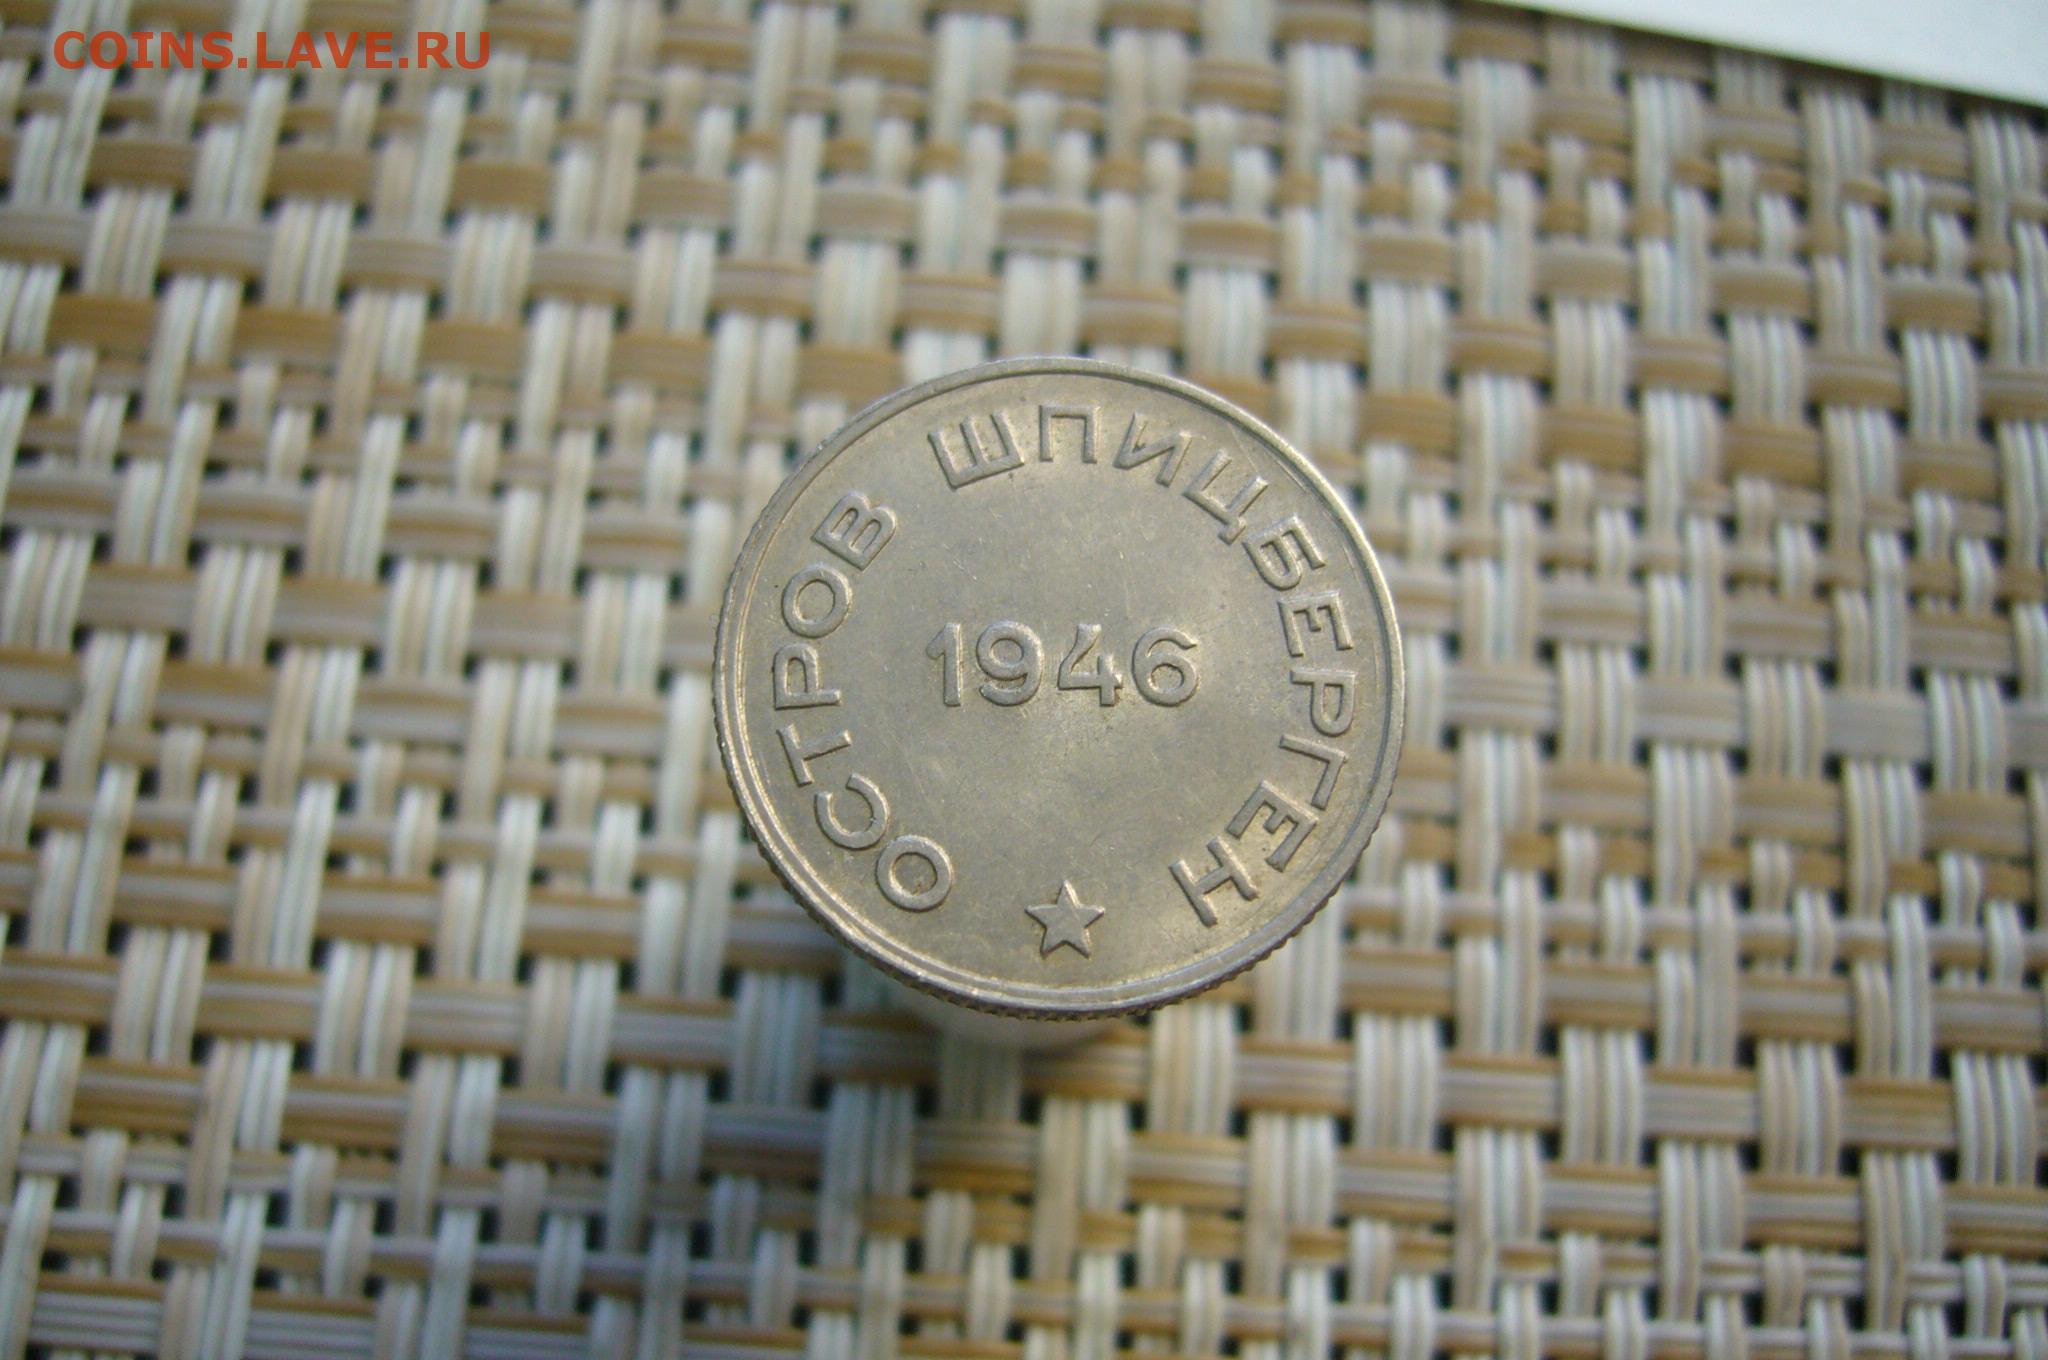 COINS.LAVE.RU
ОСТРОВ ШПИЦБЕРГЕН
1946